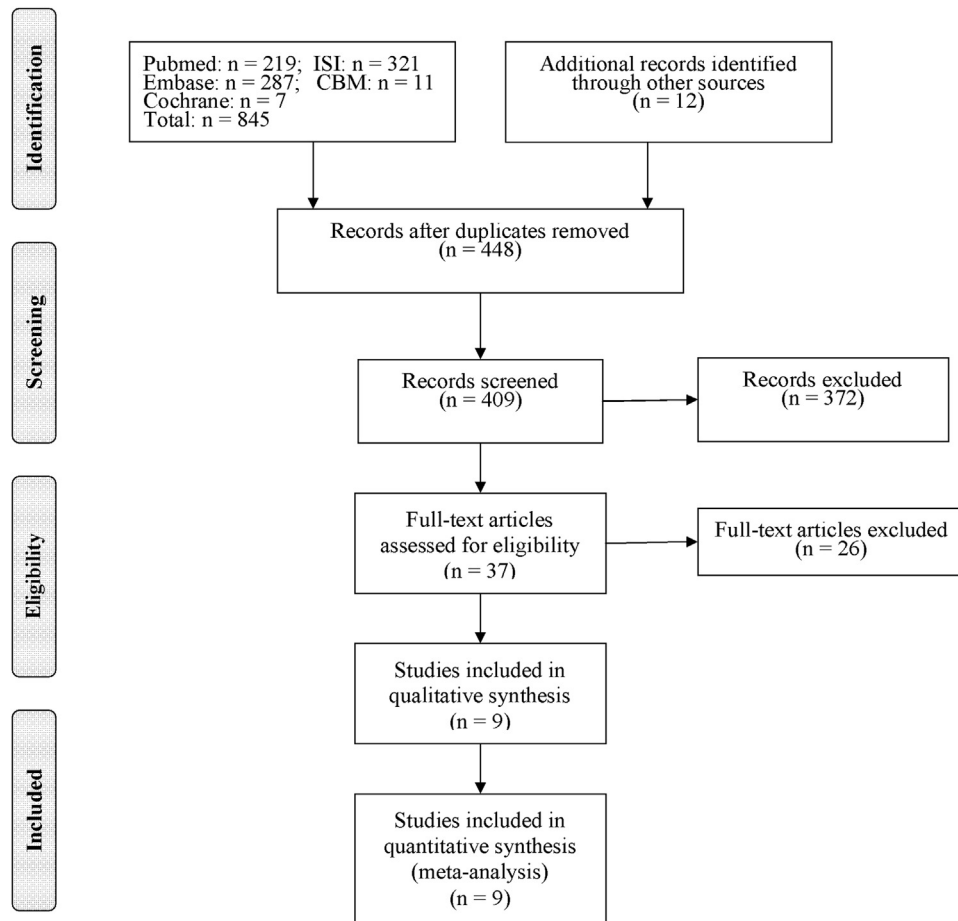 Identification
Pubmed: n = 219;  ISI = 321
Embase: n = 287;   CBM: n = 11
Cochrane: n = 7
Total: n = 845
Additional records identified
through other sources
(n = 12)
Records after duplicates removed
(n = 448)
Screening
Records screened
(n = 409)
Records excluded
(n = 372)
Eligibility
Full-text articles
assessed for eligibility
(n = 37)
Full-text articles excluded
(n = 26)
Studies included in
qualitative synthesis
(n = 9)
Included
Studies included in
quantitative synthesis
(meta-analysis)
(n = 9)